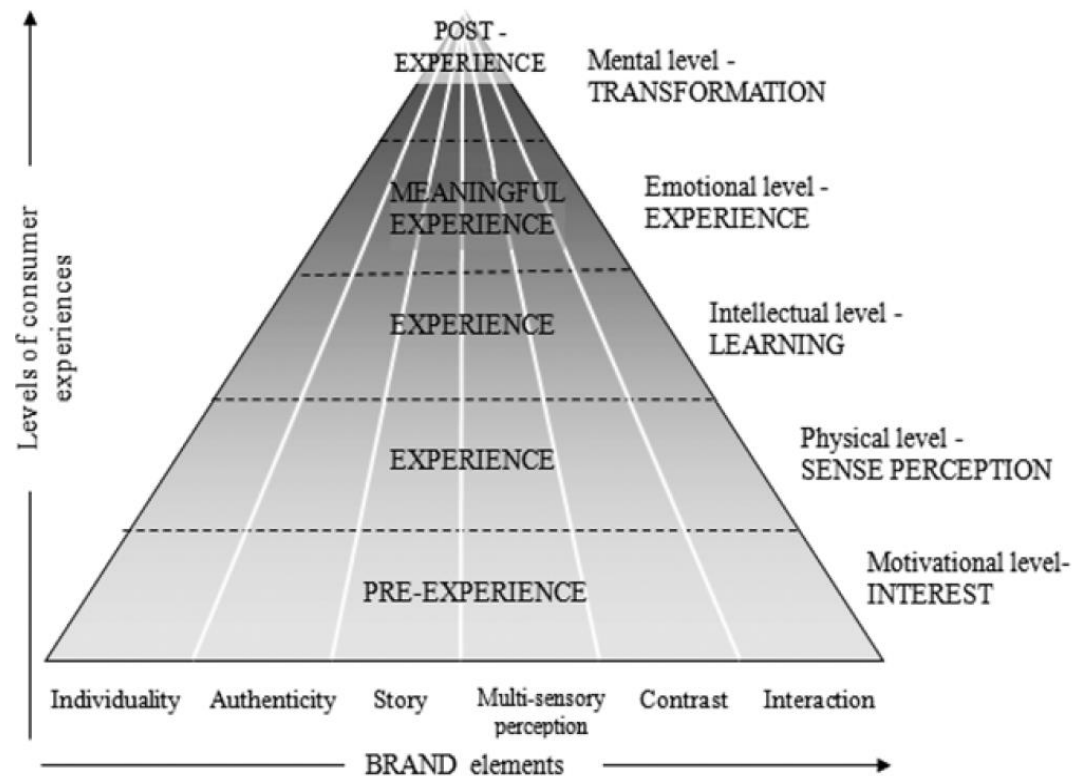 POST -
EXPERIENCE
Mental level -
TRANSFORMATION
MEANINGFUL
EXPERIENCE
Emotional level -
EXPERIENCE
EXPERIENCE
Intellectual level -
LEARNING
EXPERIENCE
Physical level -
SENSE PERCEPTION
PRE-EXPERIENCE
Motivational level-
INTEREST
Levels of consumer
experiences
Individuality
Authenticity
Story
Multi-sensory
perception
Contrast
Interaction
BRAND elements